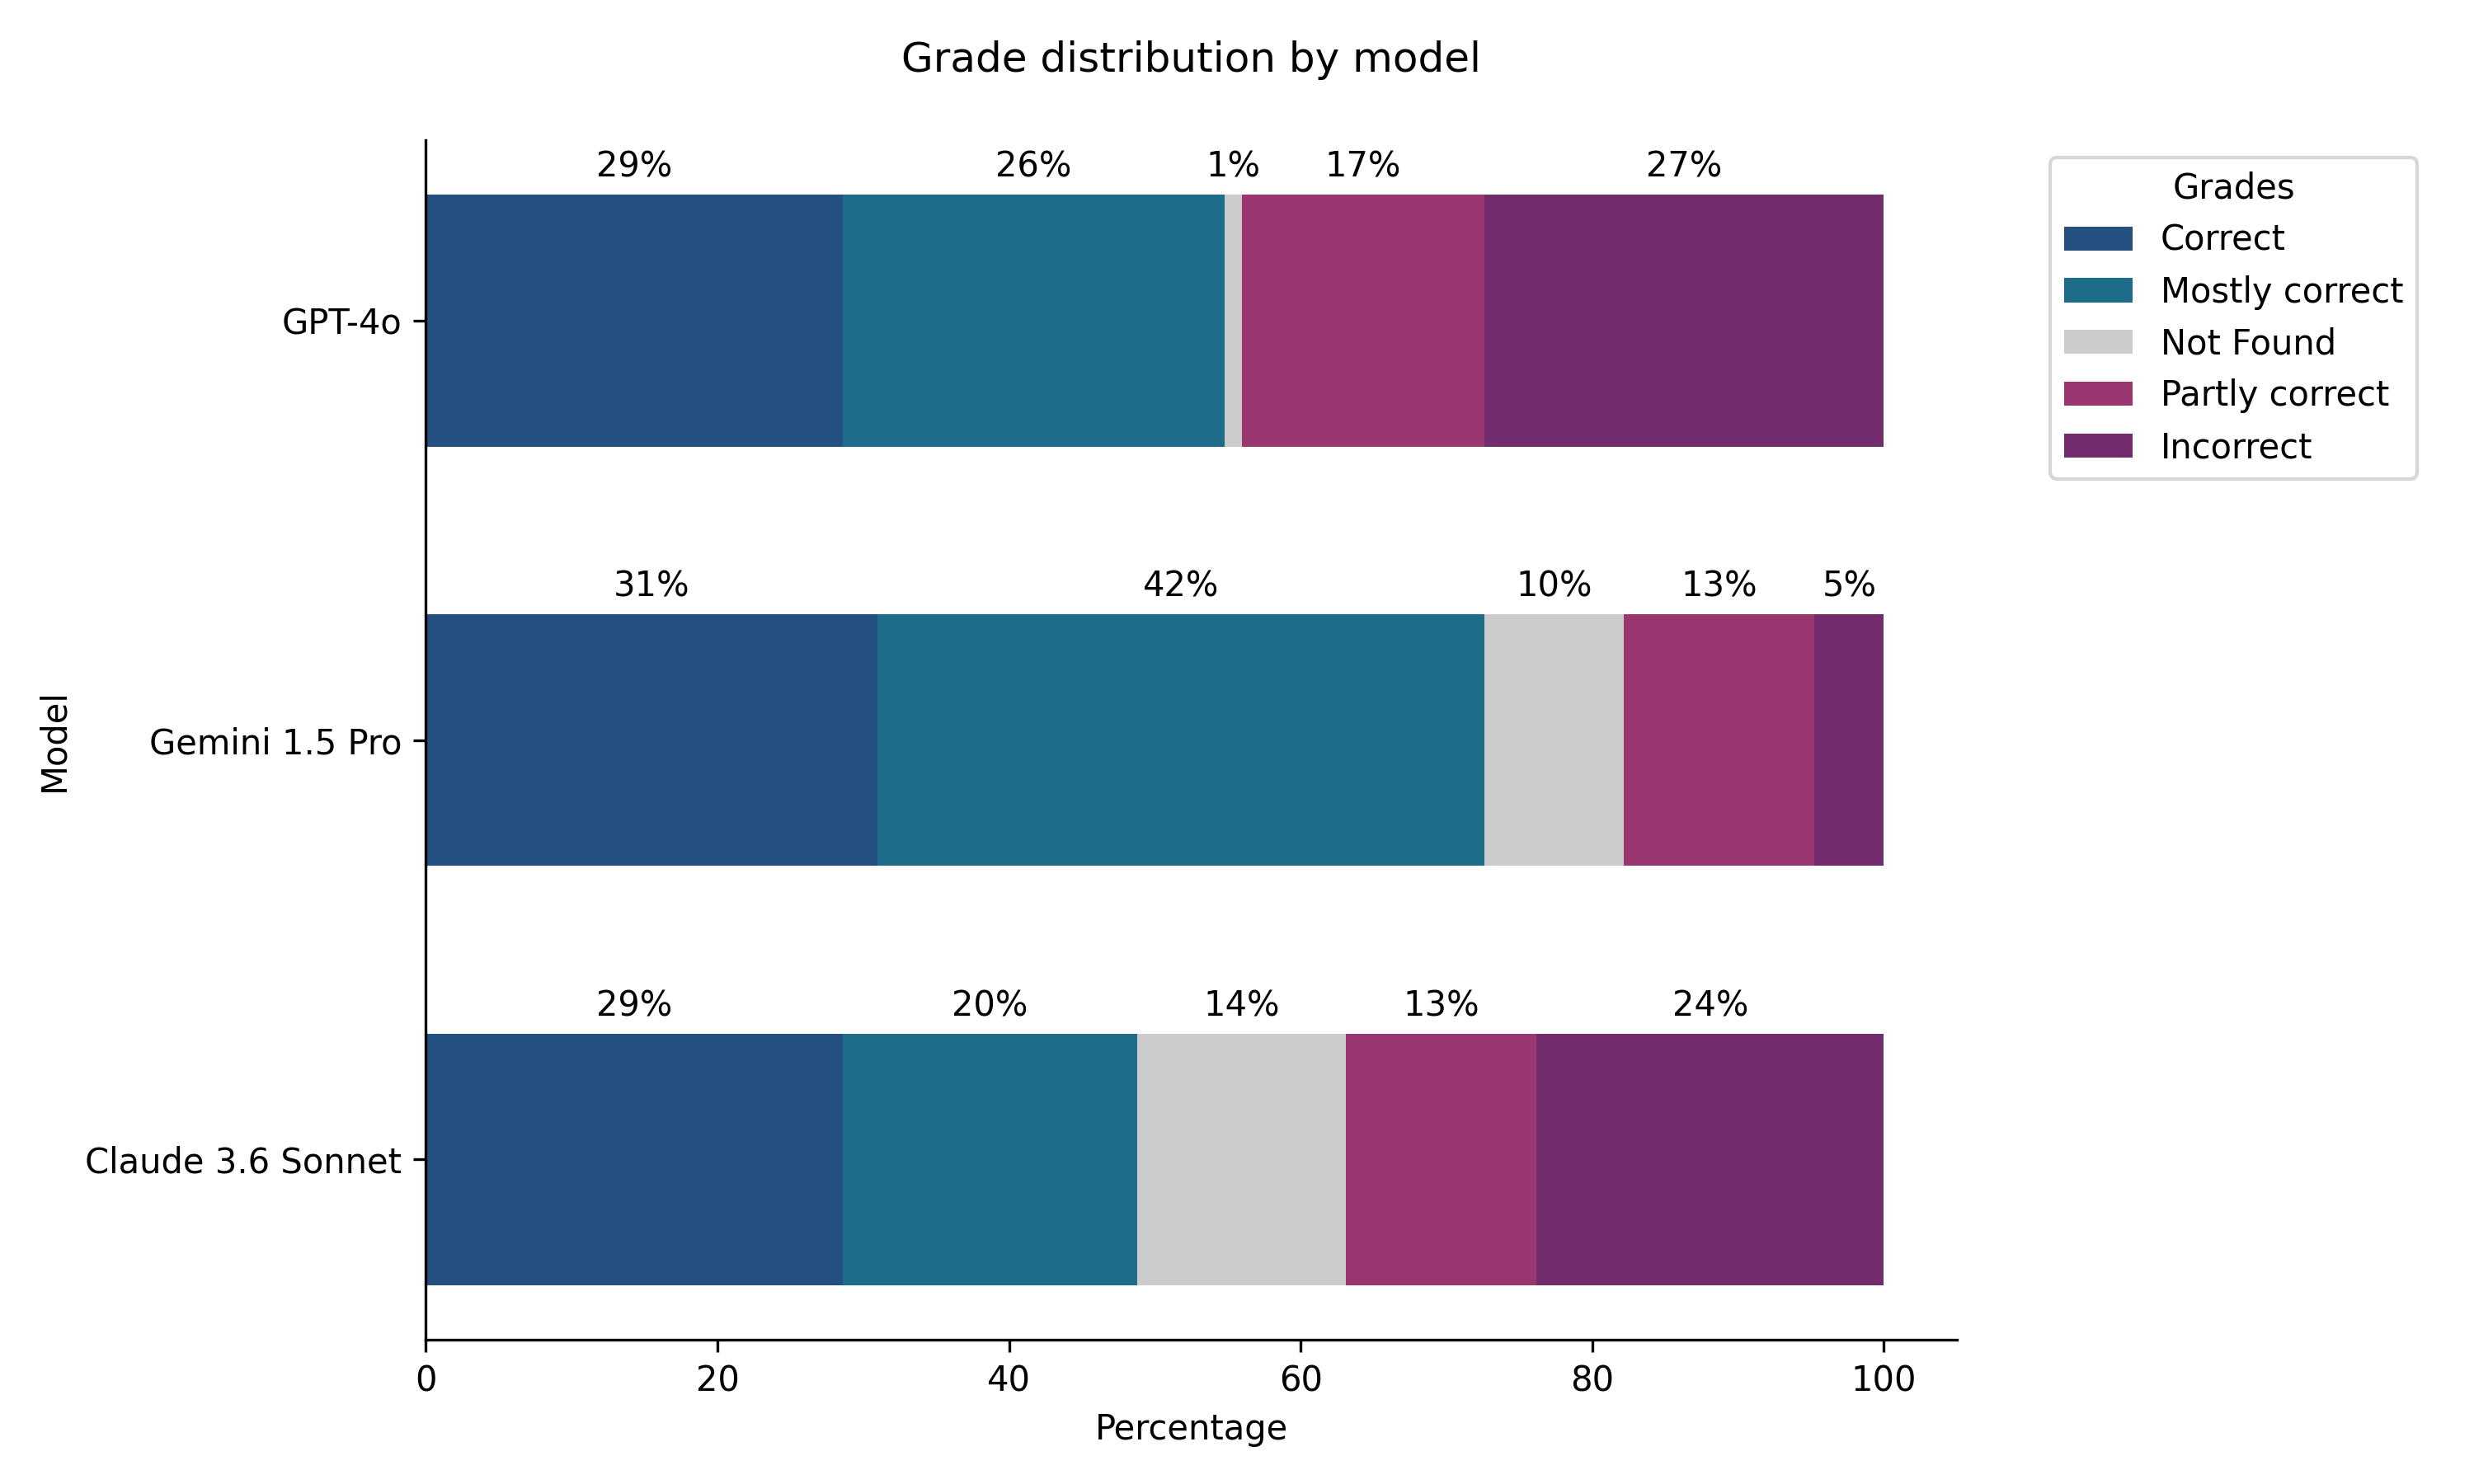 Grade distribution by model
29% 26% 1% 17% 27%
GPT-4o
31% 42% 10% 13% 5%
Gemini 1.5 Pro
29% 20% 14% 13% 24%
Claude 3.6 Sonnet
Model
0 20 40 60 80 100
Percentage
Grades
Correct
Mostly correct
Not Found
Partly correct
Incorrect